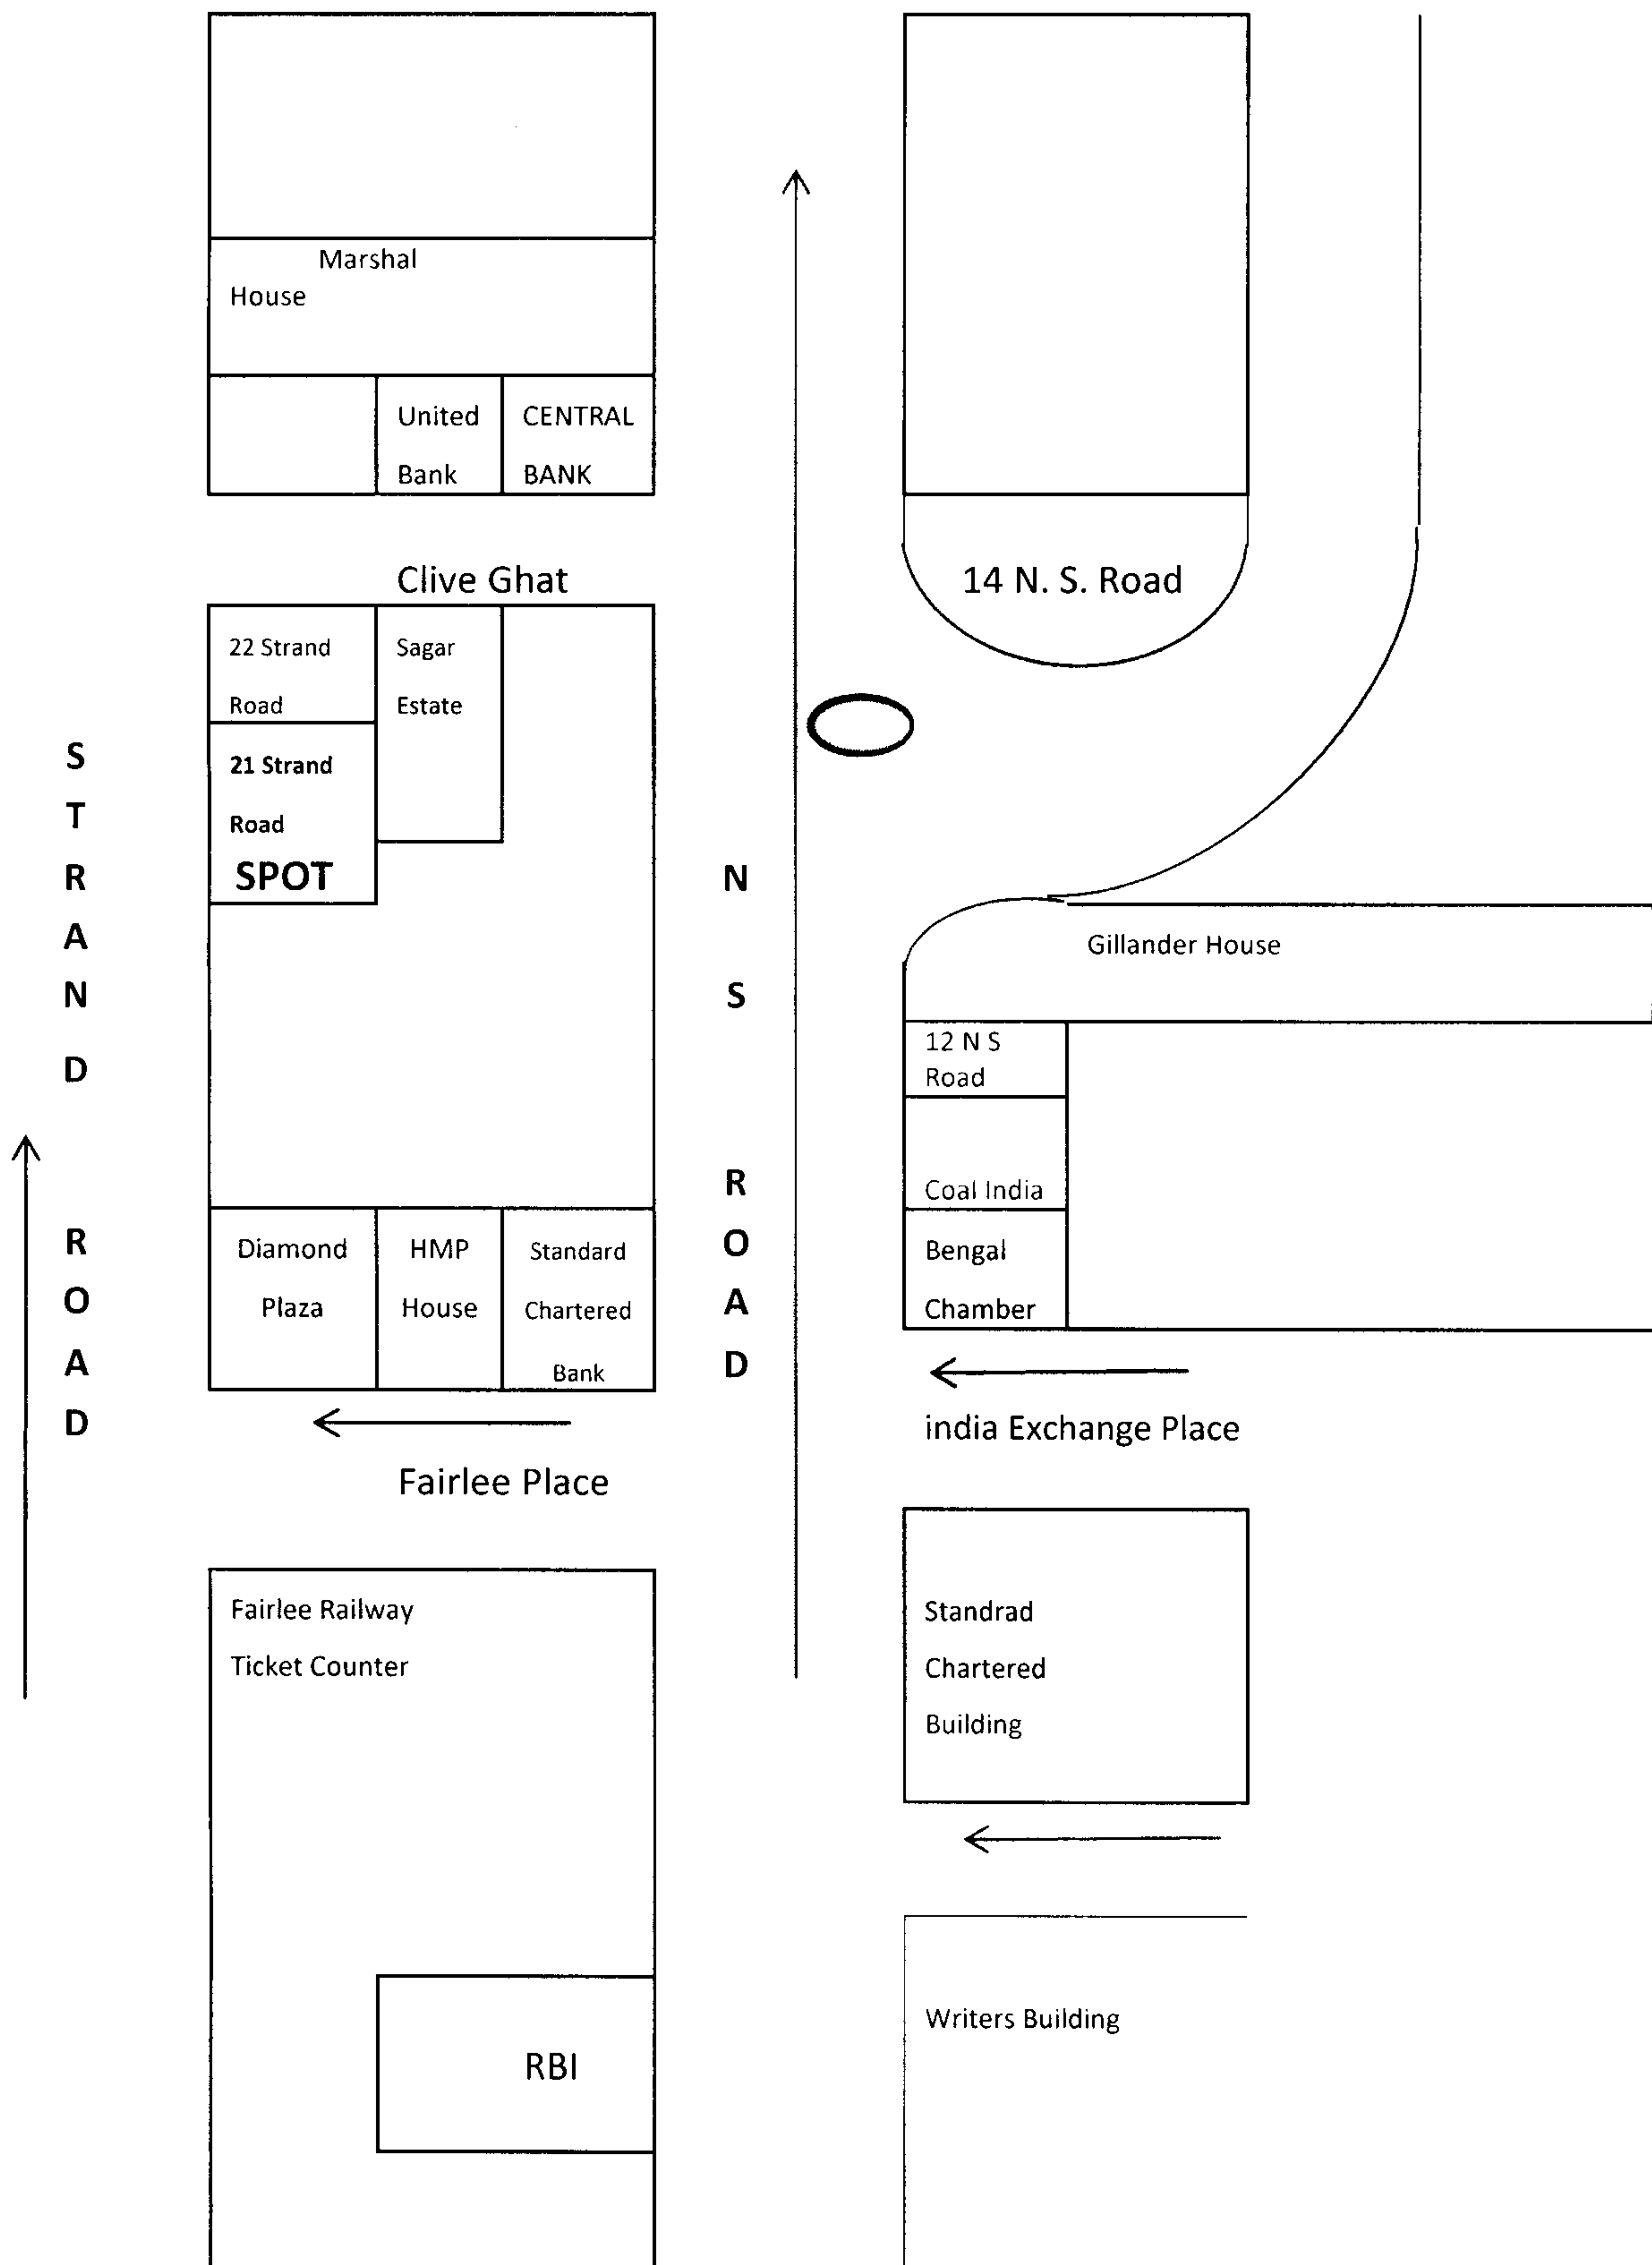 Marshal
House
United
Bank
CENTRAL
BANK
Clive Ghat
14 N. S. Road
22 Strand
Road
Sagar
Estate
21 Strand
Road
SPOT
S
T
R
A
N
D
R
O
A
D
N
S
R
O
A
D
Gillander House
12 N S
Road
Coal India
Bengal
Chamber
Diamond
Plaza
HMP
House
Standard
Chartered
Bank
india Exchange Place
Fairlee Place
Fairlee Railway
Ticket Counter
Standrad
Chartered
Building
RBI
Writers Building